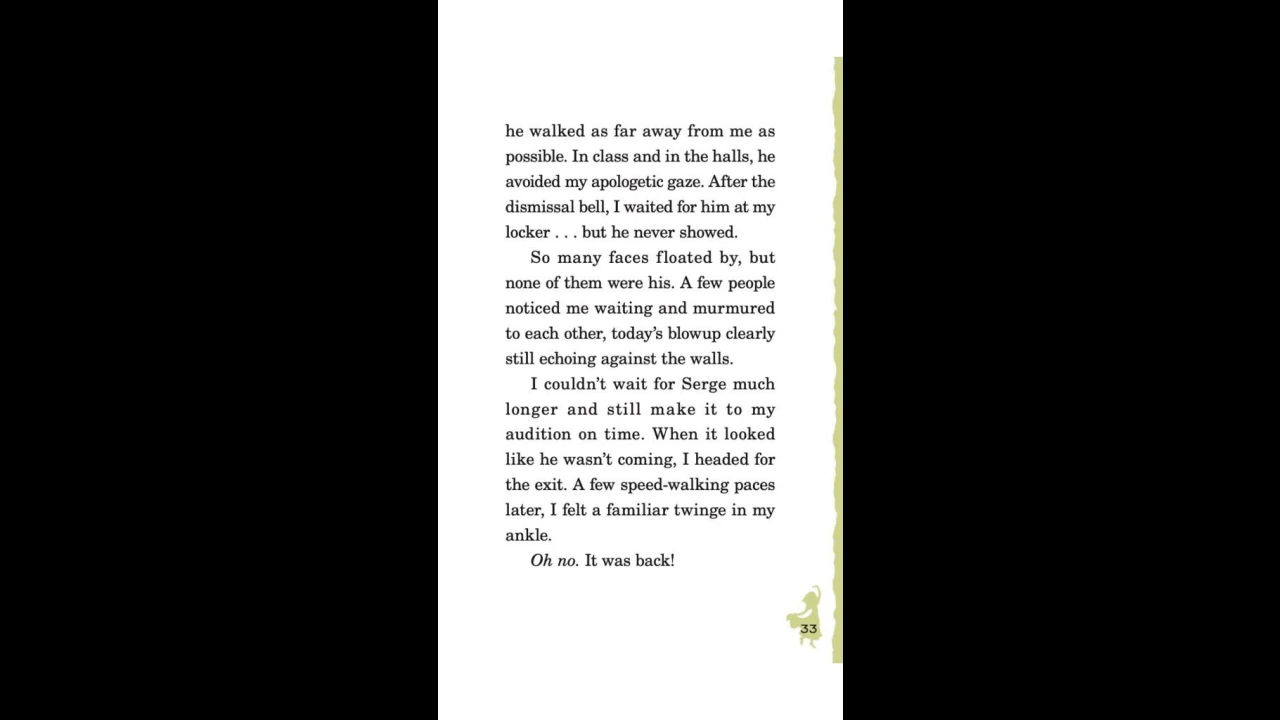 he walked as far away from me as
possible. In class and in the halls, he
avoided my apologetic gaze. After the
dismissal bell, I waited for him at my
locker . . . but he never showed.
So many faces floated by, but
none of them were his. A few people
noticed me waiting and murmured
to each other, today’s blowup clearly
still echoing against the walls.
I couldn’t wait for Serge much
longer and still make it to my
audition on time. When it looked
like he wasn’t coming, I headed for
the exit. A few speed-walking paces
later, I felt a familiar twinge in my
ankle.
Oh no. It was back!
33